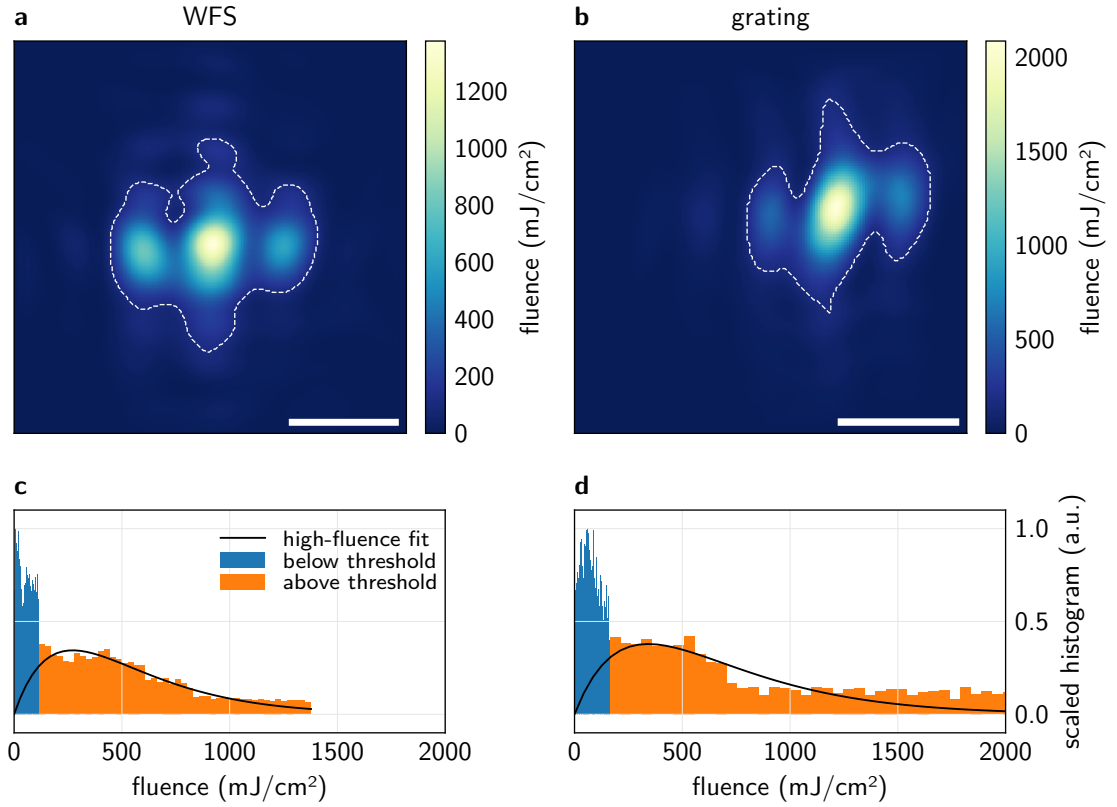 a WFS
1200
1000
800
600
400
200
0
fluence (mJ/cm²)
b grating
2000
1500
1000
500
0
fluence (mJ/cm²)
c
high-fluence fit
below threshold
above threshold
0 500 1000 1500 2000
fluence (mJ/cm²)
d
1.0
0.5
0.0
scaled histogram (a.u.)
0 500 1000 1500 2000
fluence (mJ/cm²)